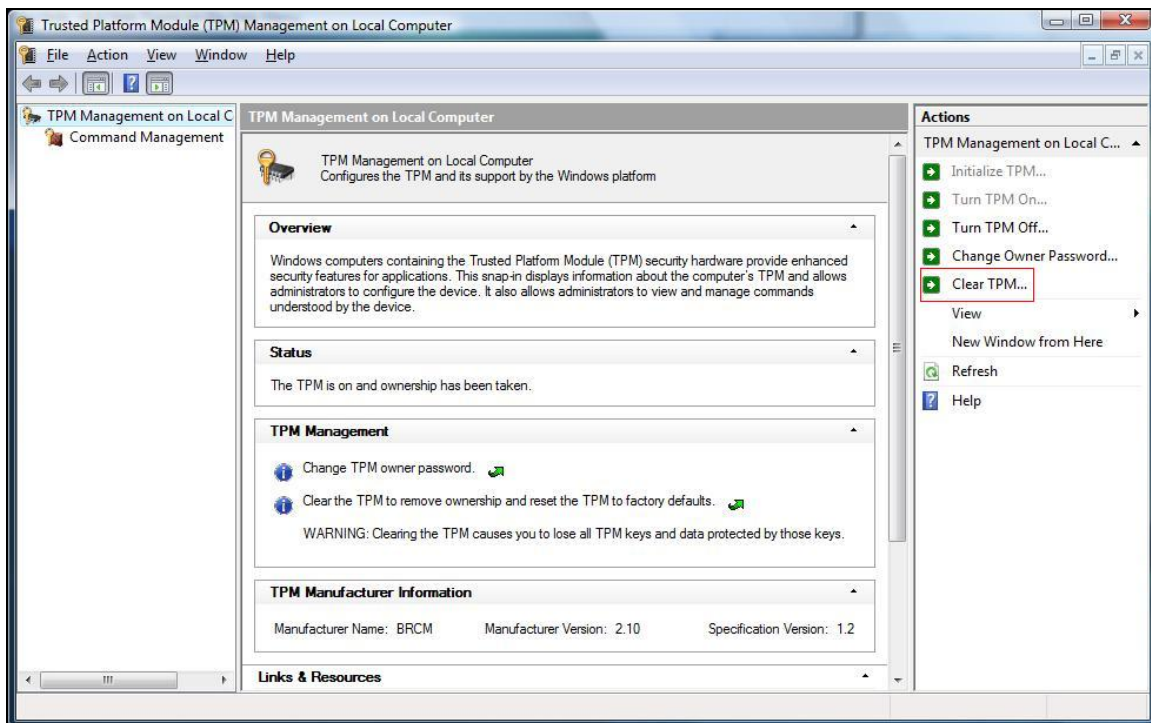 Trusted Platform Module (TPM) Management on Local Computer
File Action View Window Help
TPM Management on Local C
Command Management
TPM Management on Local Computer
TPM Management on Local Computer
Configures the TPM and its support by the Windows platform
Overview
Windows computers containing the Trusted Platform Module (TPM) security hardware provide enhanced
security features for applications. This snap-in displays information about the computer's TPM and allows
administrators to configure the device. It also allows administrators to view and manage commands
understood by the device.
Status
The TPM is on and ownership has been taken.
TPM Management
Change TPM owner password.
Clear the TPM to remove ownership and reset the TPM to factory defaults.
WARNING: Clearing the TPM causes you to lose all TPM keys and data protected by those keys.
TPM Manufacturer Information
Manufacturer Name: BRCM Manufacturer Version: 2.10 Specification Version: 1.2
Links & Resources
Actions
TPM Management on Local C...
Initialize TPM...
Turn TPM On...
Turn TPM Off...
Change Owner Password...
Clear TPM...
View
New Window from Here
Refresh
Help